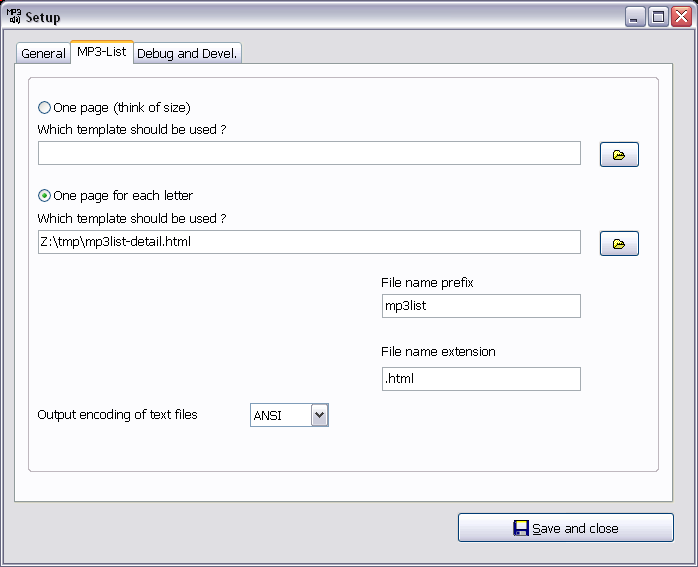 MP3
Setup
General MP3-List Debug and Devel.
One page (think of size)
Which template should be used ?
One page for each letter
Which template should be used ?
Z:\tmp\mp3list-detail.html
File name prefix
mp3list
File name extension
.html
Output encoding of text files ANSI
Save and close